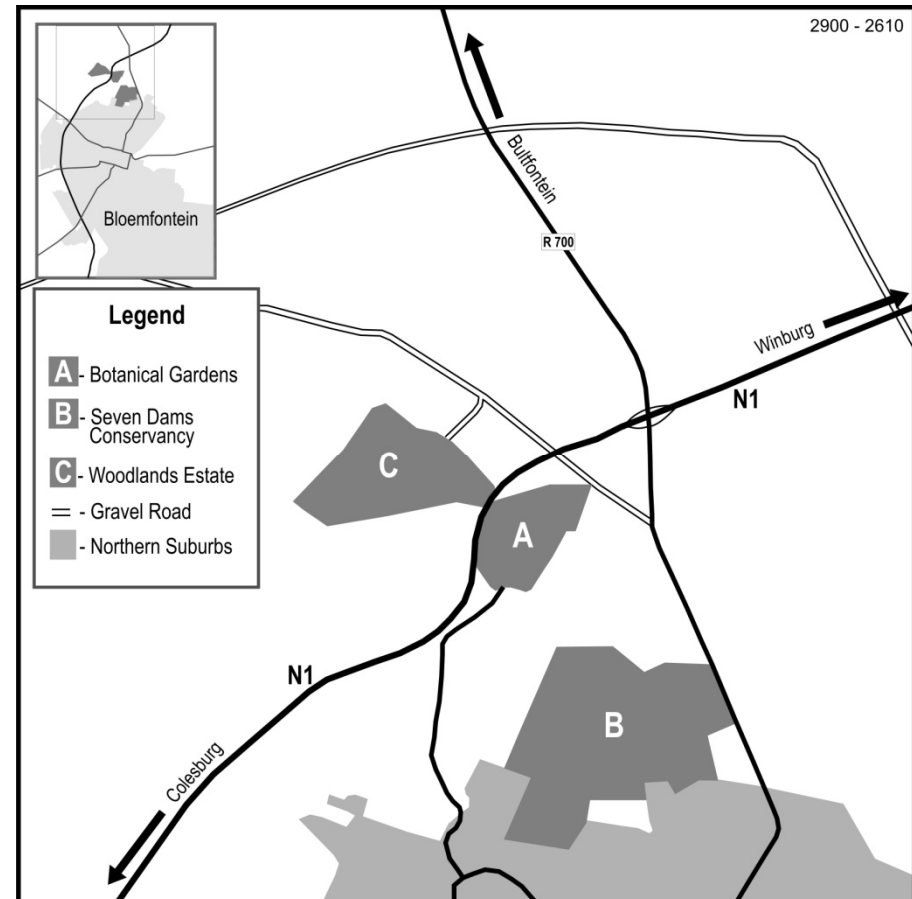 2900 - 2610
Bloemfontein
Bultfontein
R 700
Winburg
N1
Legend
A - Botanical Gardens
B - Seven Dams
Conservancy
C - Woodlands Estate
- Gravel Road
- Northern Suburbs
C
A
N1
B
Colesburg